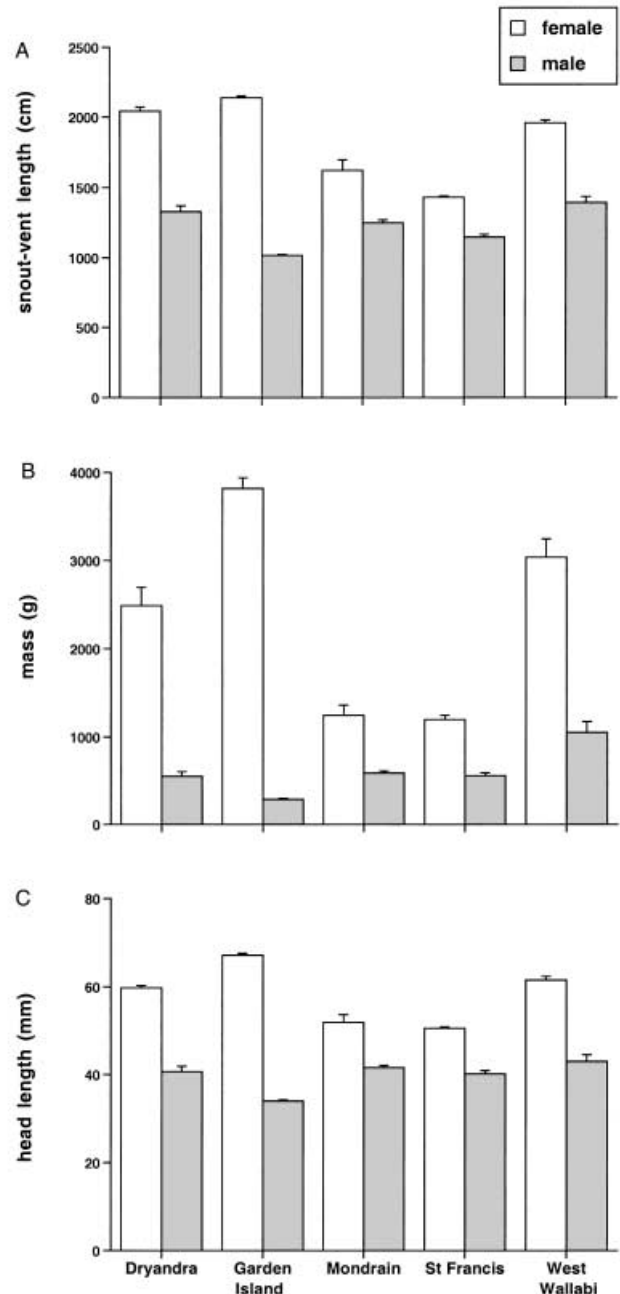 female
male
A
2500
2000
1500
1000
500
0
snout-vent length (cm)
B
4000
3000
2000
1000
0
mass (g)
C
80
60
40
20
0
head length (mm)
Dryandra
Garden
Island
Mondrain
St Francis
West
Wallabi